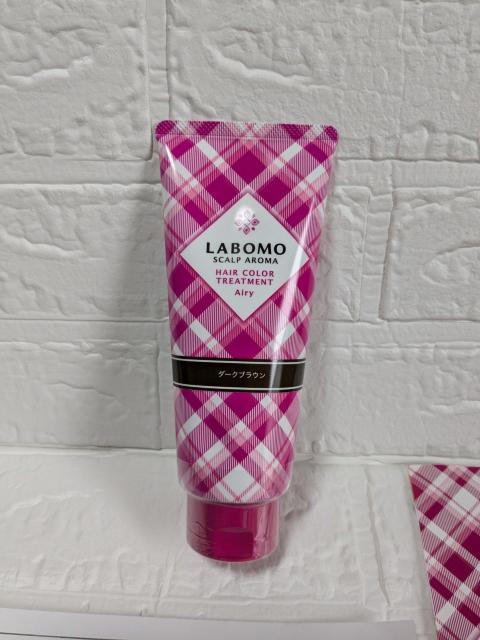 LABOMO
SCALP AROMA
HAIR COLOR
TREATMENT
Airy
ダークブラウン